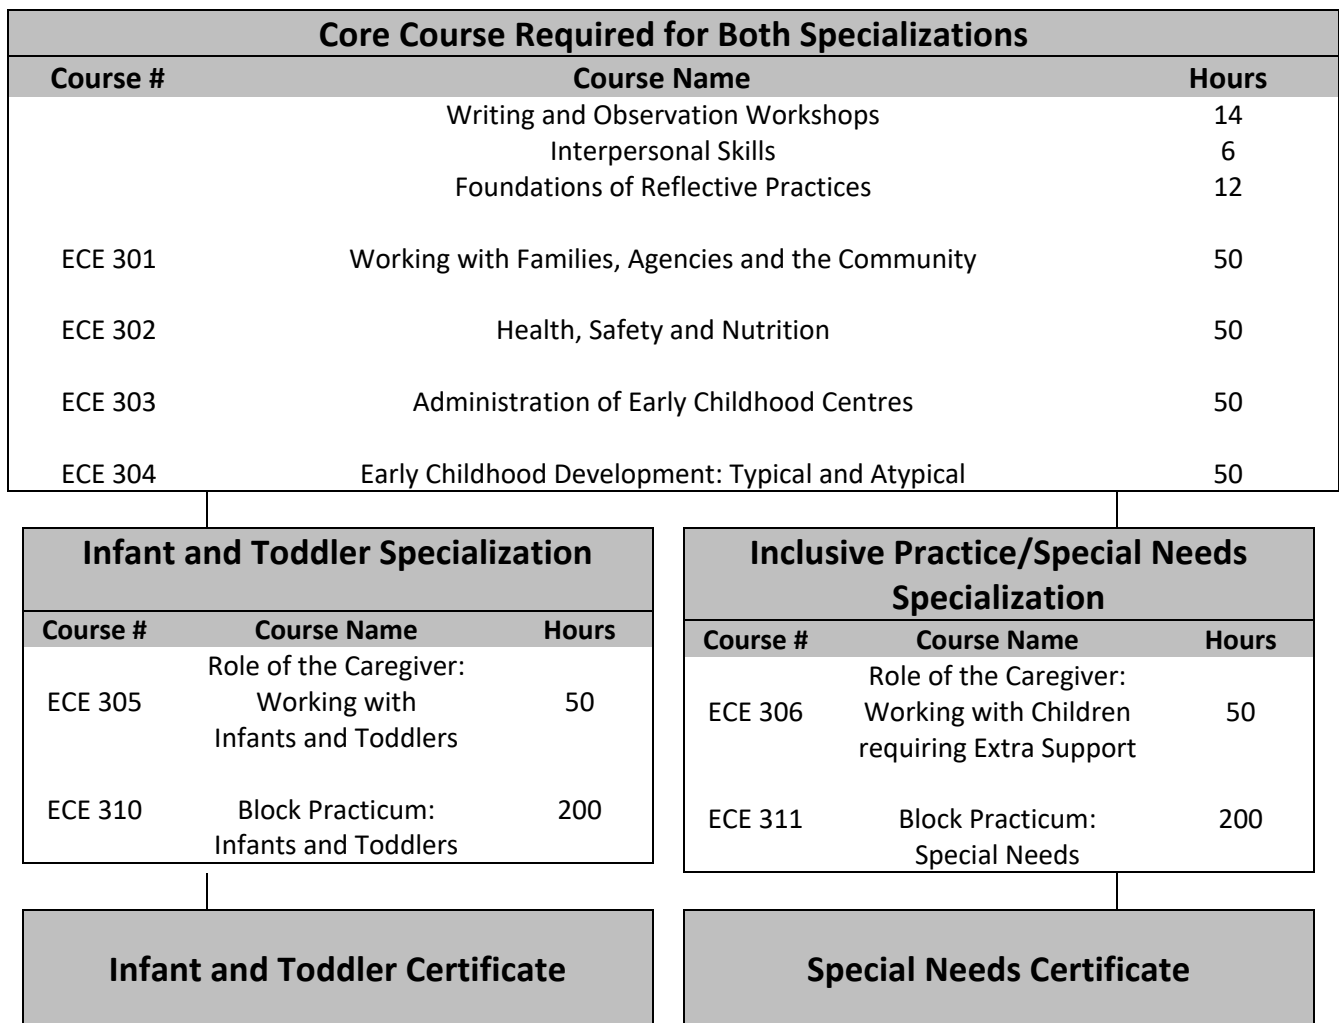 Core Course Required for Both Specializations
Course # Course Name Hours
Writing and Observation Workshops 14
Interpersonal Skills 6
Foundations of Reflective Practices 12
ECE 301 Working with Families, Agencies and the Community 50
ECE 302 Health, Safety and Nutrition 50
ECE 303 Administration of Early Childhood Centres 50
ECE 304 Early Childhood Development: Typical and Atypical 50
Infant and Toddler Specialization
Course # Course Name Hours
Role of the Caregiver:
ECE 305 Working with 50
Infants and Toddlers
ECE 310 Block Practicum: 200
Infants and Toddlers
Inclusive Practice/Special Needs
Specialization
Course # Course Name Hours
Role of the Caregiver:
ECE 306 Working with Children 50
requiring Extra Support
ECE 311 Block Practicum: 200
Special Needs
Infant and Toddler Certificate
Special Needs Certificate